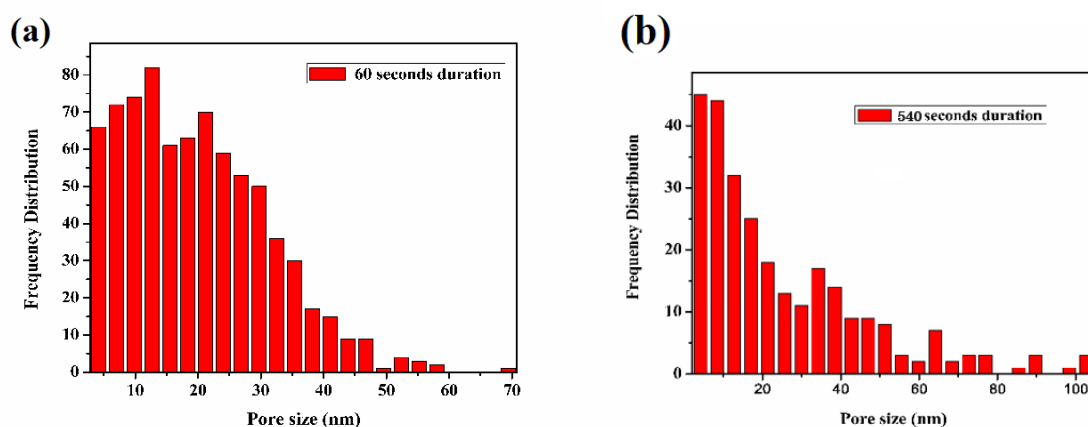 (a)
60 seconds duration
80
70
60
50
40
30
20
10
0
Frequency Distribution
10 20 30 40 50 60 70
Pore size (nm)
(b)
540 seconds duration
40
30
20
10
0
Frequency Distribution
20 40 60 80 100
Pore size (nm)